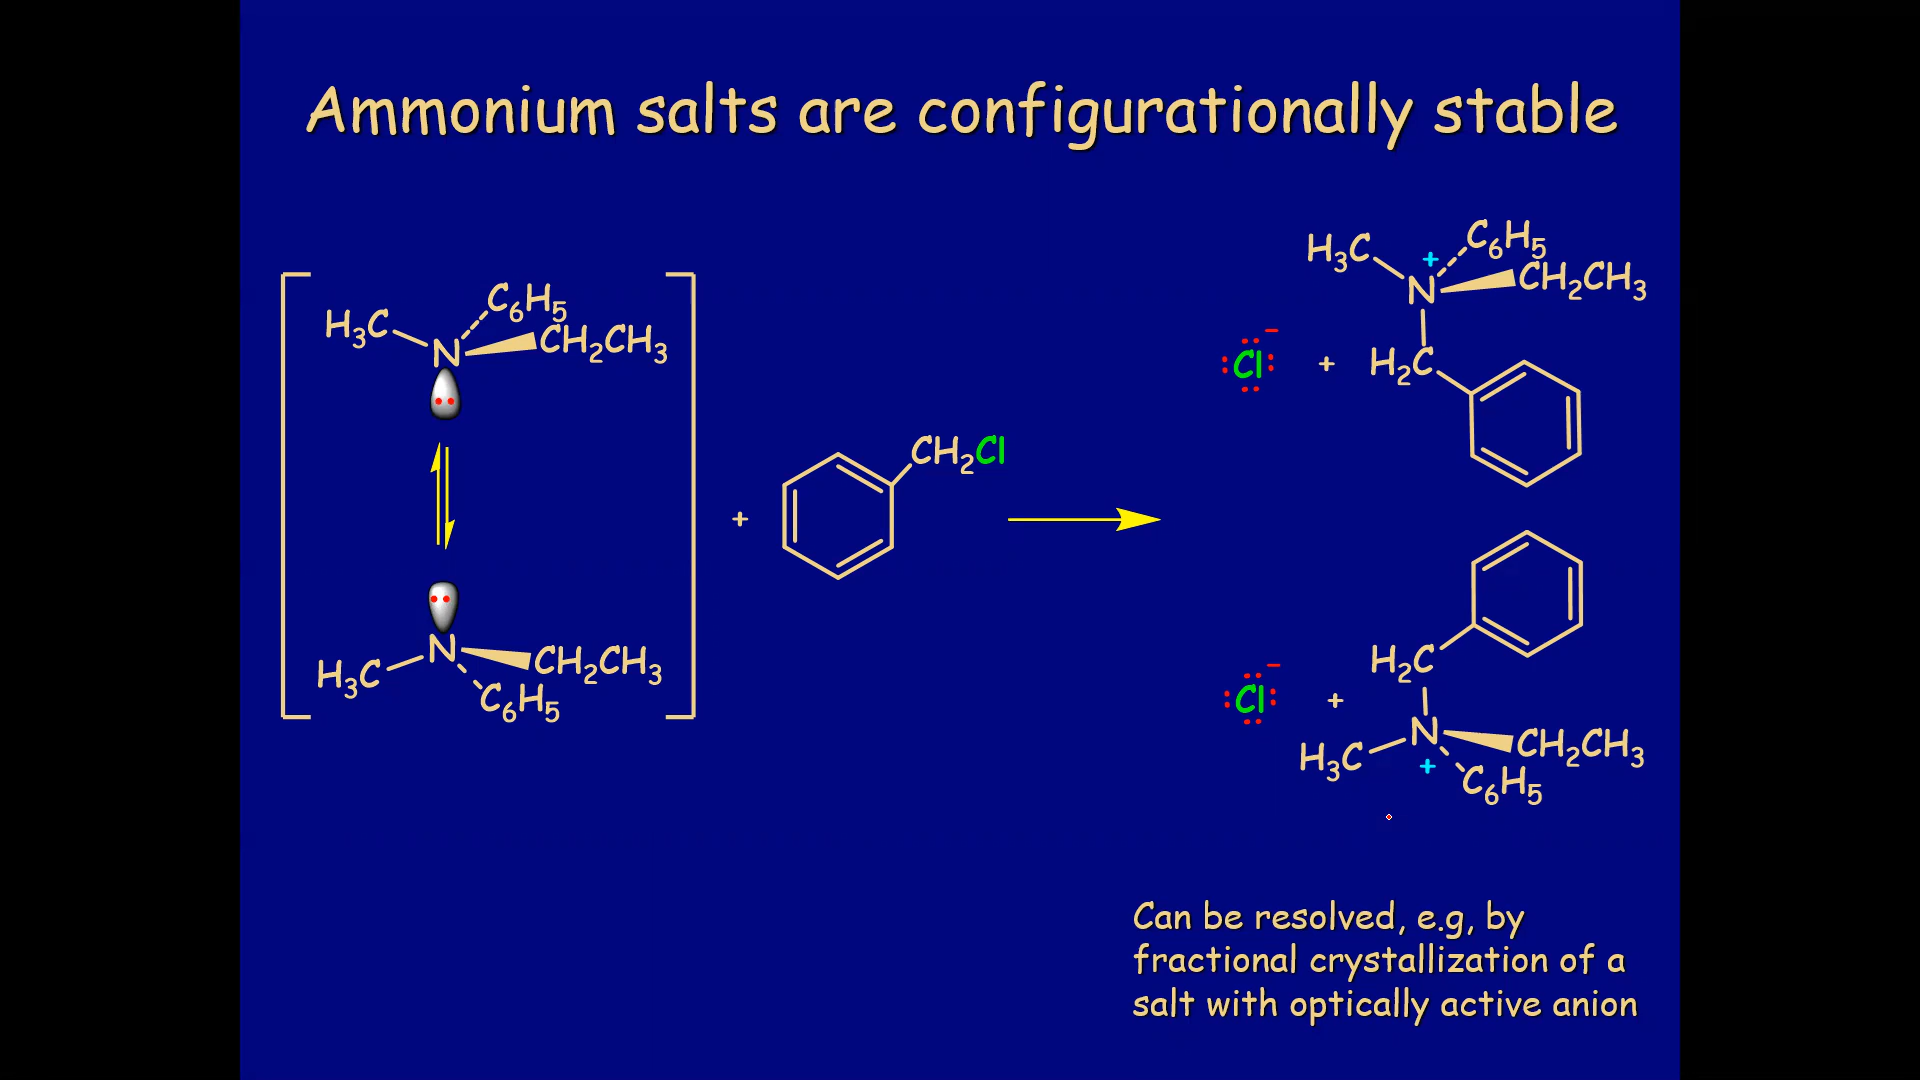 Ammonium salts are configurationally stable
H₃C
C₆H₅
N
CH₂CH₃
H₃C
N
CH₂CH₃
C₆H₅
+
CH₂Cl
H₃C
+
C₆H₅
N
CH₂CH₃
Cl
−
+
H₂C
H₂C
Cl
−
+
N
H₃C
+
CH₂CH₃
C₆H₅
Can be resolved, e.g, by
fractional crystallization of a
salt with optically active anion